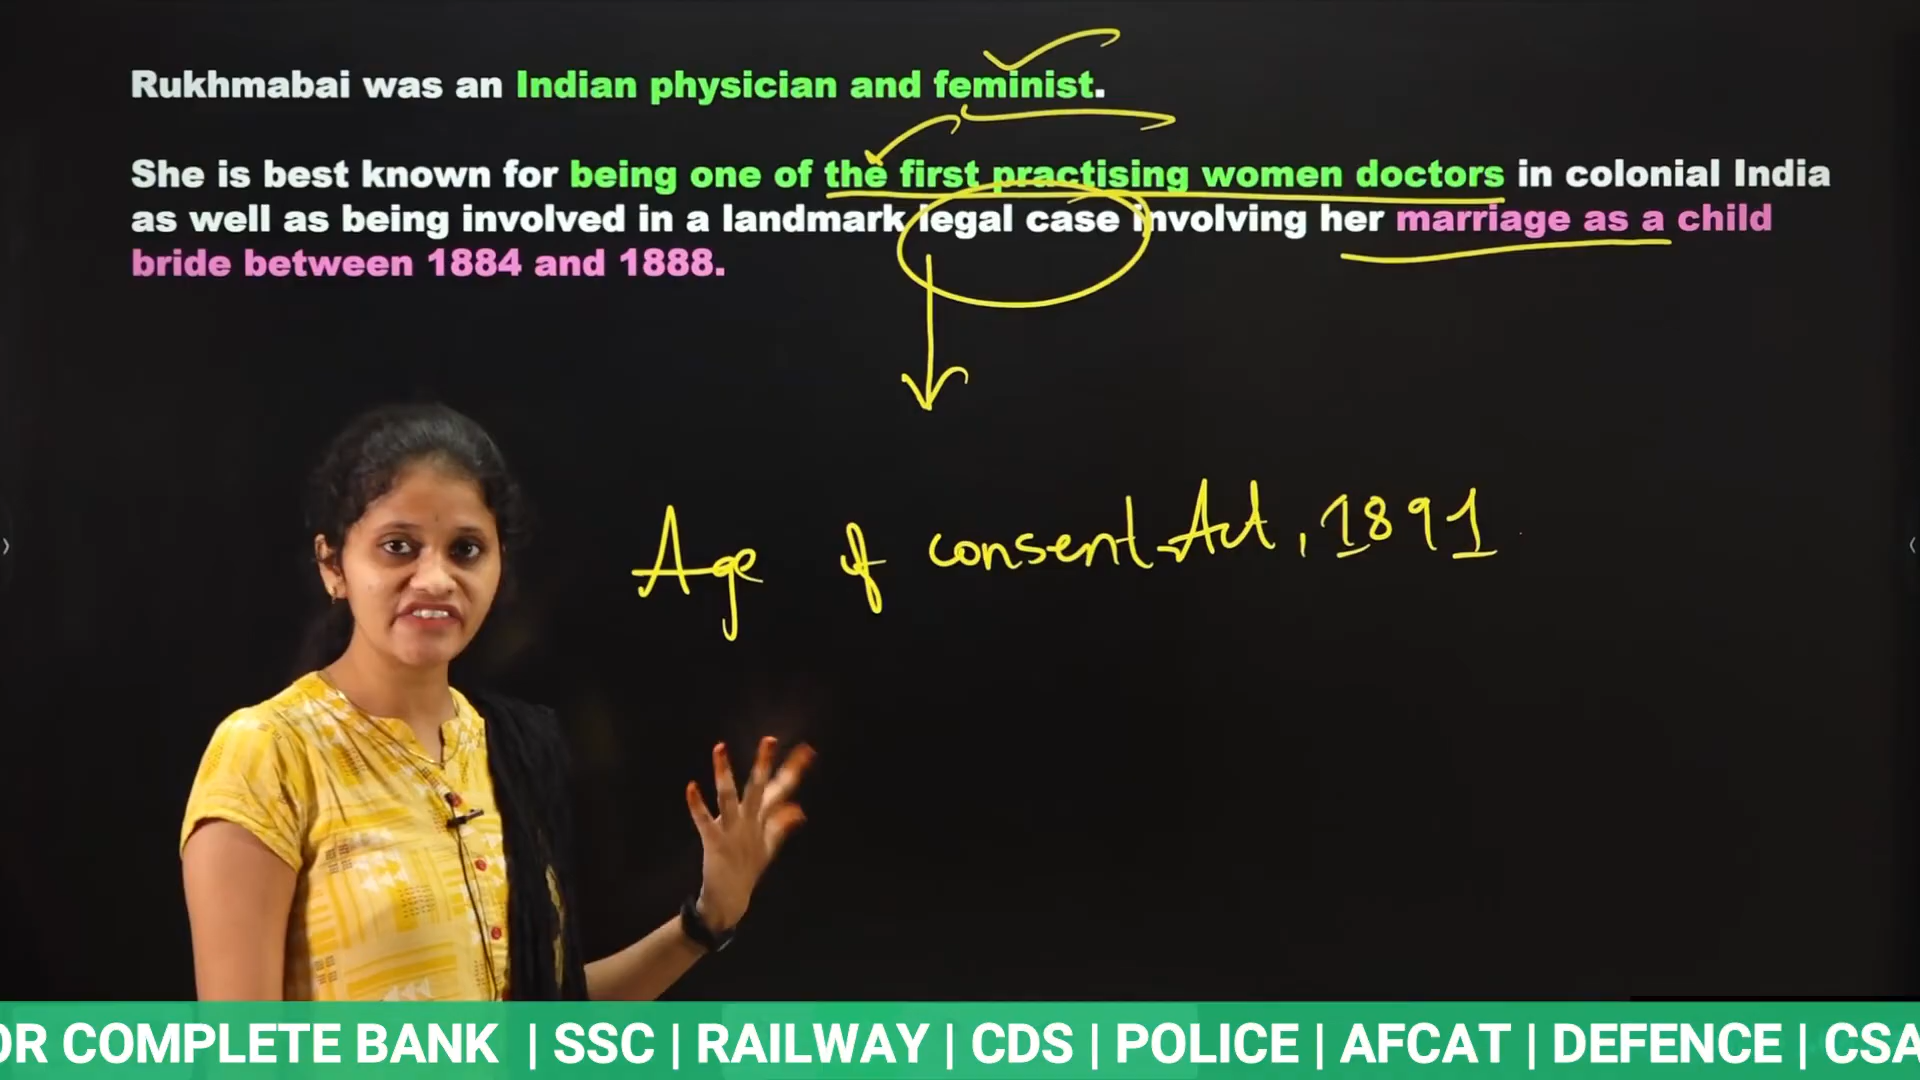 Rukhmabai was an Indian physician and feminist.
She is best known for being one of the first practising women doctors in colonial India
as well as being involved in a landmark legal case involving her marriage as a child
bride between 1884 and 1888.
Age of consent Act, 1891
OR COMPLETE BANK | SSC | RAILWAY | CDS | POLICE | AFCAT | DEFENCE | CSA